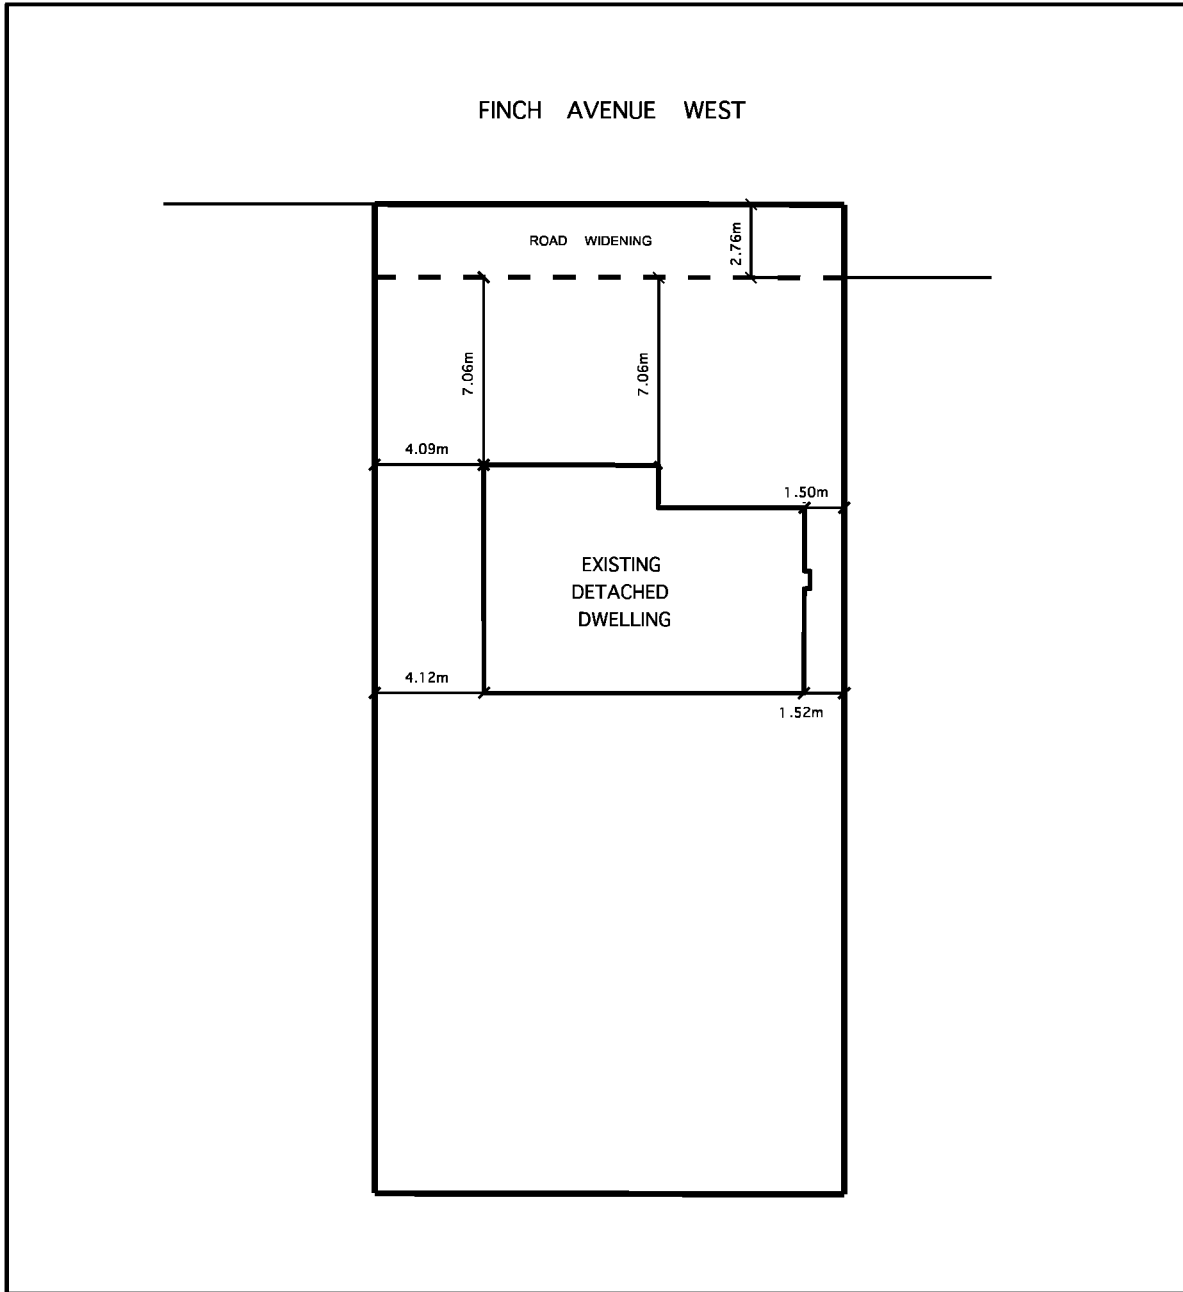 FINCH AVENUE WEST
ROAD WIDENING
2.76m
7.06m
7.06m
4.09m
1.50m
EXISTING
DETACHED
DWELLING
4.12m
1.52m